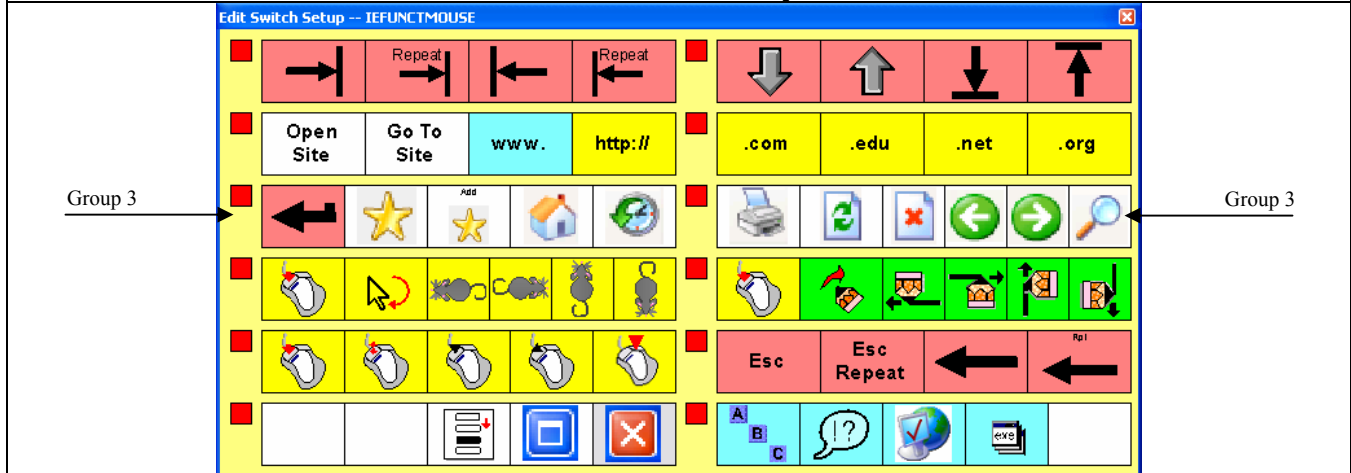 Edit Switch Setup -- IEFUNCTMOUSE
Repeat
Repeat
Open
Site
Go To
Site
www.
http://
.com
.edu
.net
.org
Group 3
Add
Group 3
Esc
Esc
Repeat
Rpt
A
B
C
!?
exe